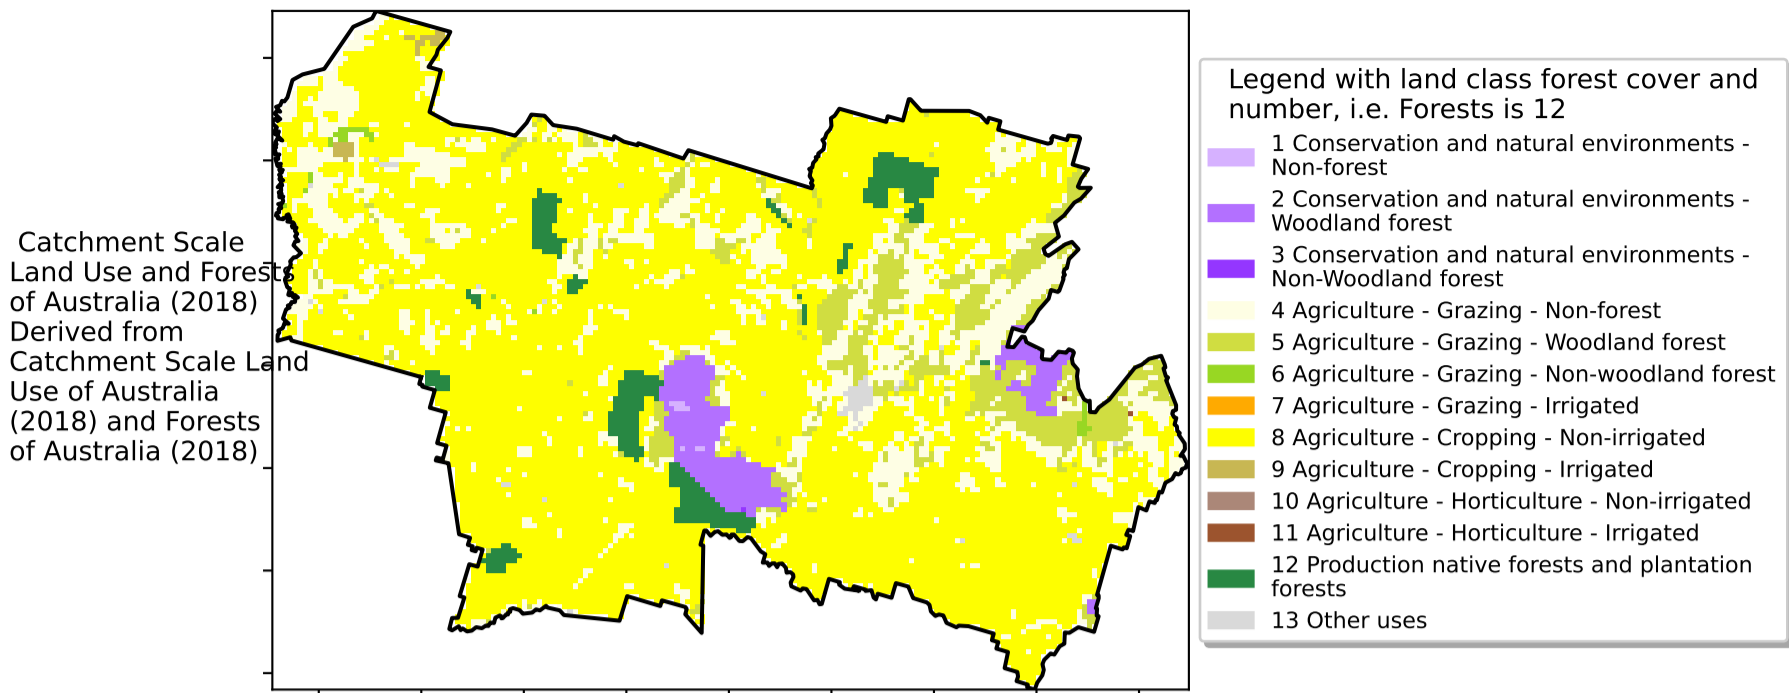 Catchment Scale
Land Use and Forests
of Australia (2018)
Derived from
Catchment Scale Land
Use of Australia
(2018) and Forests
of Australia (2018)
Legend with land class forest cover and
number, i.e. Forests is 12
1 Conservation and natural environments -
Non-forest
2 Conservation and natural environments -
Woodland forest
3 Conservation and natural environments -
Non-Woodland forest
4 Agriculture - Grazing - Non-forest
5 Agriculture - Grazing - Woodland forest
6 Agriculture - Grazing - Non-woodland forest
7 Agriculture - Grazing - Irrigated
8 Agriculture - Cropping - Non-irrigated
9 Agriculture - Cropping - Irrigated
10 Agriculture - Horticulture - Non-irrigated
11 Agriculture - Horticulture - Irrigated
12 Production native forests and plantation
forests
13 Other uses